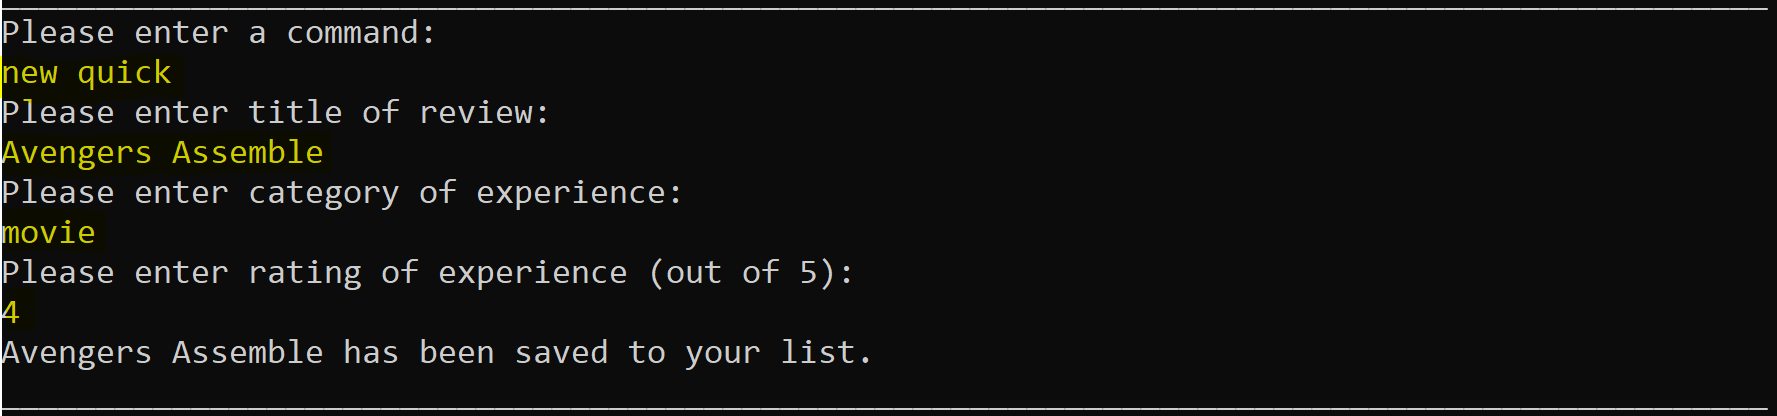 Please enter a command:
new quick
Please enter title of review:
Avengers Assemble
Please enter category of experience:
movie
Please enter rating of experience (out of 5):
4
Avengers Assemble has been saved to your list.